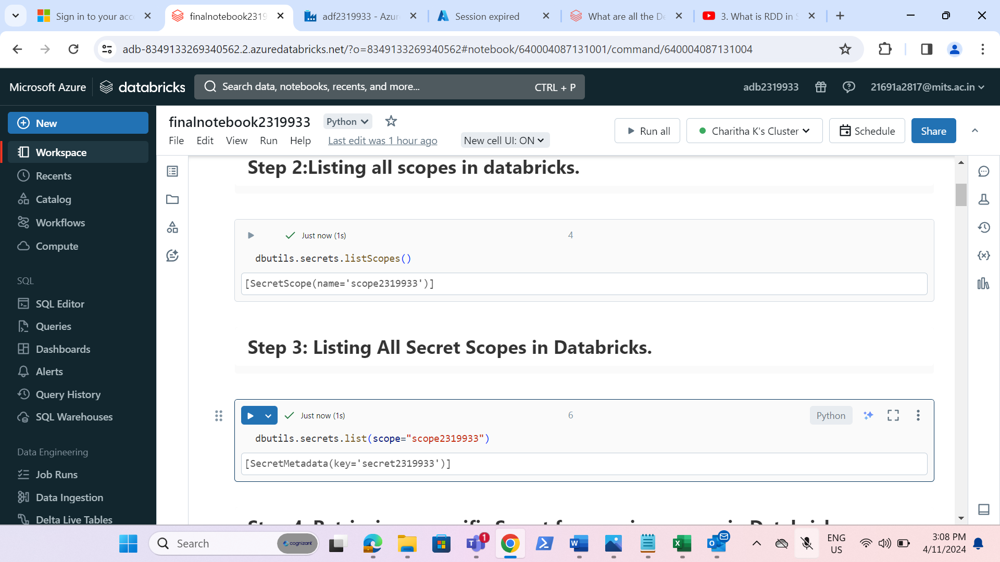 Sign in to your acc
finalnotebook2319
adf2319933 - Azur
Session expired
What are all the De
3. What is RDD in S
adb-8349133269340562.2.azuredatabricks.net/?o=8349133269340562#notebook/640004087131001/command/640004087131004
Microsoft Azure
databricks
Search data, notebooks, recents, and more...
CTRL + P
adb2319933
21691a2817@mits.ac.in
New
Workspace
Recents
Catalog
Workflows
Compute
SQL
SQL Editor
Queries
Dashboards
Alerts
Query History
SQL Warehouses
Data Engineering
Job Runs
Data Ingestion
Delta Live Tables
finalnotebook2319933
Python
File Edit View Run Help
Last edit was 1 hour ago
New cell UI: ON
Run all
Charitha K's Cluster
Schedule
Share
Step 2:Listing all scopes in databricks.
Just now (1s)
4
dbutils.secrets.listScopes()
[SecretScope(name='scope2319933')]
Step 3: Listing All Secret Scopes in Databricks.
Just now (1s)
6
Python
dbutils.secrets.list(scope="scope2319933")
[SecretMetadata(key='secret2319933')]
Search
cognizant
1
ENG
US
3:08 PM
4/11/2024